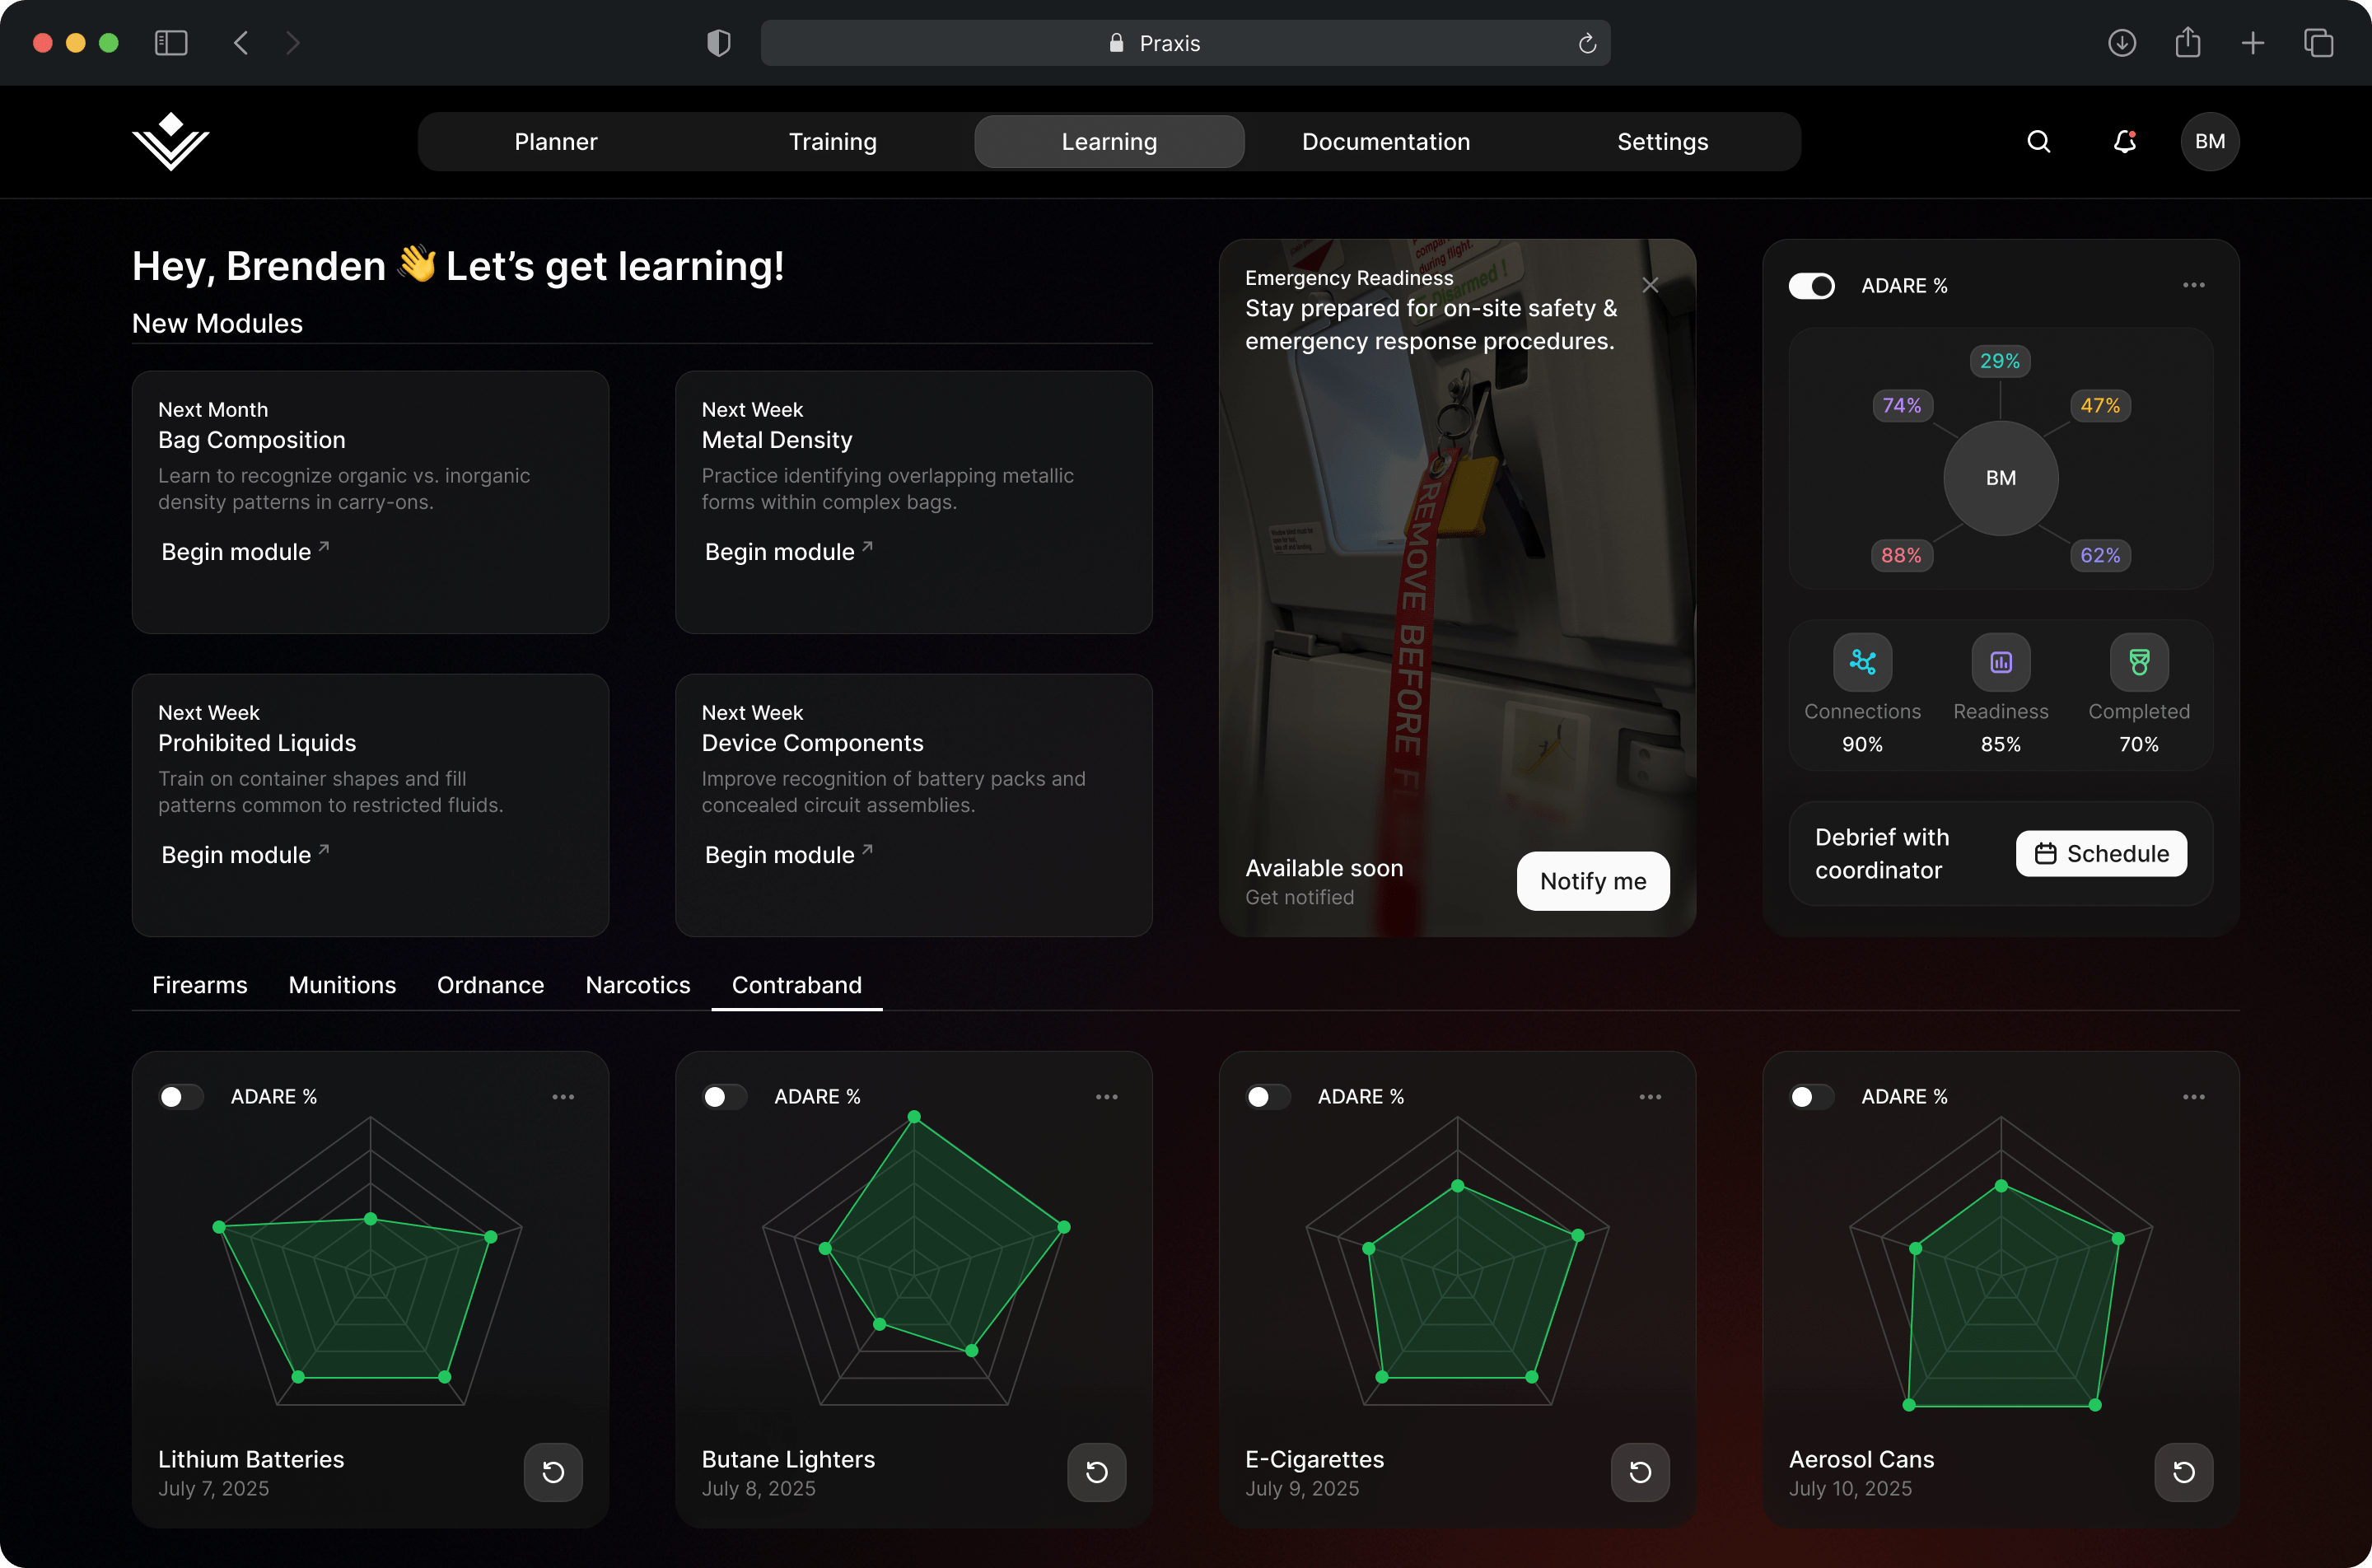 Praxis
Planner
Training
Learning
Documentation
Settings
BM
Hey, Brenden 👋 Let’s get learning!
New Modules
Next Month
Bag Composition
Learn to recognize organic vs. inorganic
density patterns in carry-ons.
Begin module
Next Week
Metal Density
Practice identifying overlapping metallic
forms within complex bags.
Begin module
Next Week
Prohibited Liquids
Train on container shapes and fill
patterns common to restricted fluids.
Begin module
Next Week
Device Components
Improve recognition of battery packs and
concealed circuit assemblies.
Begin module
during flight.
Disarmed !
Emergency Readiness
Stay prepared for on-site safety &
emergency response procedures.
REMOVE BEFORE
Available soon
Get notified
Notify me
ADARE %
29%
74%
47%
BM
88%
62%
Connections
90%
Readiness
85%
Completed
70%
Debrief with
coordinator
Schedule
Firearms
Munitions
Ordnance
Narcotics
Contraband
ADARE %
Lithium Batteries
July 7, 2025
ADARE %
Butane Lighters
July 8, 2025
ADARE %
E-Cigarettes
July 9, 2025
ADARE %
Aerosol Cans
July 10, 2025